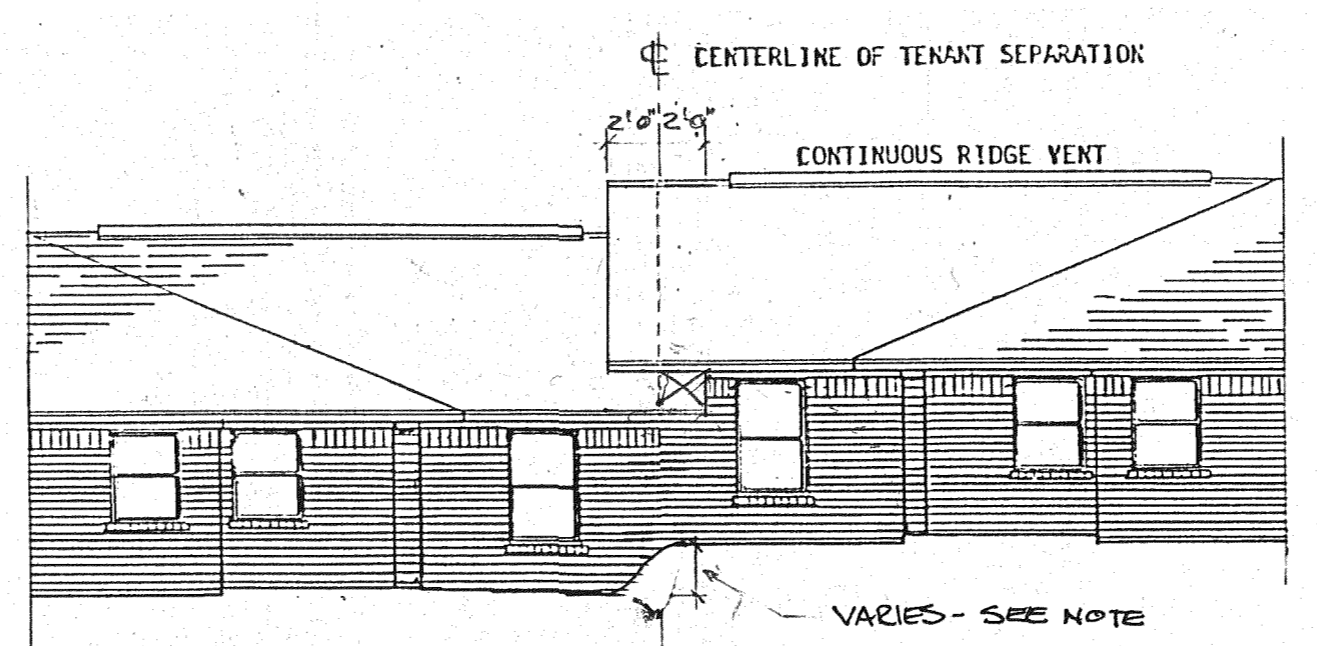 ℄ CENTERLINE OF TENANT SEPARATION
2'0" 2'0"
CONTINUOUS RIDGE VENT
VARIES - SEE NOTE